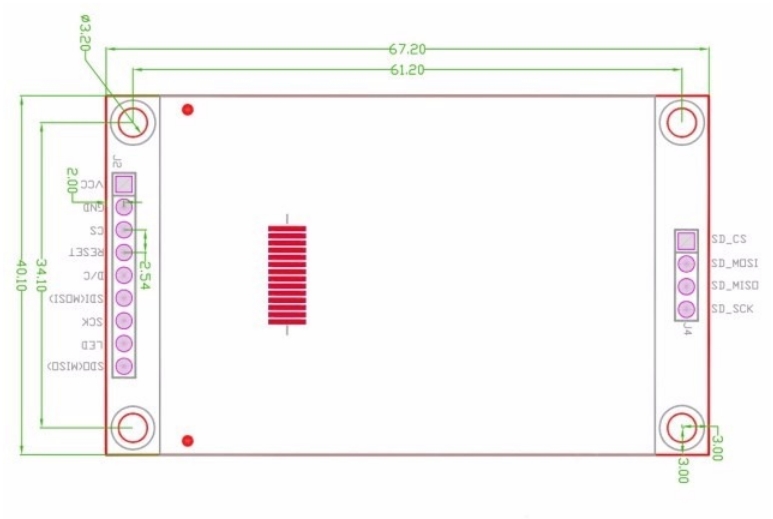 ø3.20
67.20
61.20
J2
2.00
VCC
GND
CS
RESET
2.54
D/C
SDI(MOSI)
SCK
LED
SDO(MISO)
40.10
34.10
SD_CS
SD_MOSI
SD_MISO
SD_SCK
J4
3.00
3.00